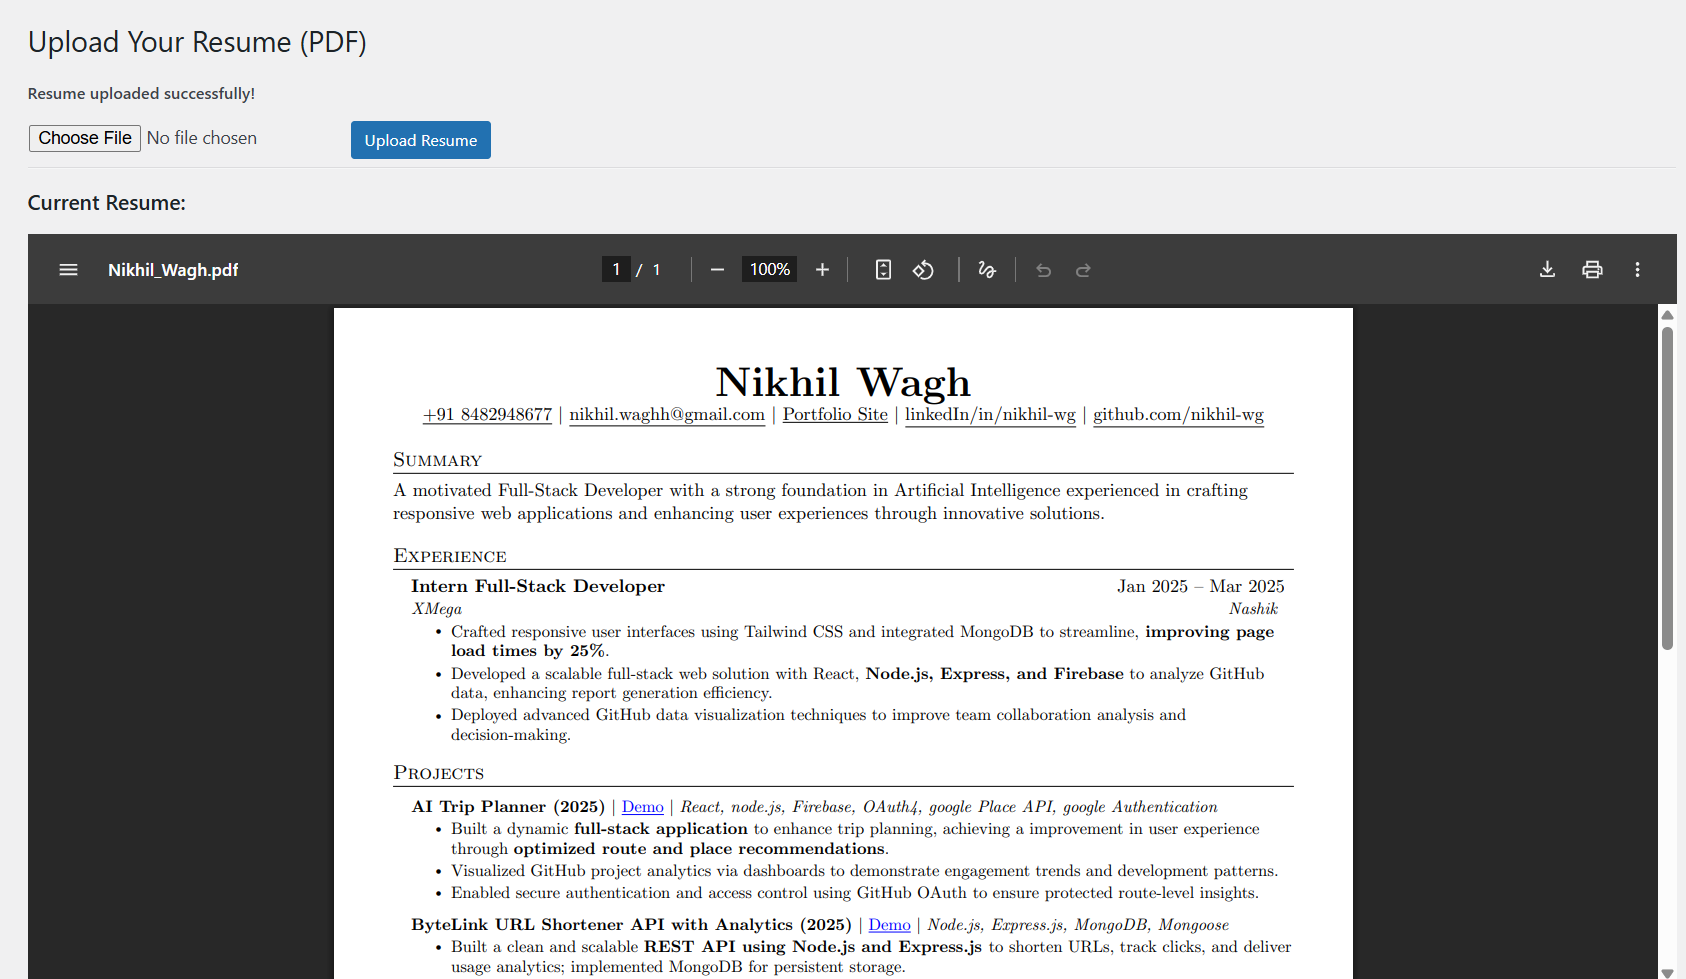 Upload Your Resume (PDF)
Resume uploaded successfully!
Choose File No file chosen Upload Resume
Current Resume:
Nikhil_Wagh.pdf 1 / 1 100%
Nikhil Wagh
+91 8482948677 | nikhil.waghh@gmail.com | Portfolio Site | linkedIn/in/nikhil-wg | github.com/nikhil-wg
Summary
A motivated Full-Stack Developer with a strong foundation in Artificial Intelligence experienced in crafting
responsive web applications and enhancing user experiences through innovative solutions.
Experience
Intern Full-Stack Developer Jan 2025 – Mar 2025
XMega Nashik
• Crafted responsive user interfaces using Tailwind CSS and integrated MongoDB to streamline, improving page
load times by 25%.
• Developed a scalable full-stack web solution with React, Node.js, Express, and Firebase to analyze GitHub
data, enhancing report generation efficiency.
• Deployed advanced GitHub data visualization techniques to improve team collaboration analysis and
decision-making.
Projects
AI Trip Planner (2025) | Demo | React, node.js, Firebase, OAuth4, google Place API, google Authentication
• Built a dynamic full-stack application to enhance trip planning, achieving a improvement in user experience
through optimized route and place recommendations.
• Visualized GitHub project analytics via dashboards to demonstrate engagement trends and development patterns.
• Enabled secure authentication and access control using GitHub OAuth to ensure protected route-level insights.
ByteLink URL Shortener API with Analytics (2025) | Demo | Node.js, Express.js, MongoDB, Mongoose
• Built a clean and scalable REST API using Node.js and Express.js to shorten URLs, track clicks, and deliver
usage analytics; implemented MongoDB for persistent storage.